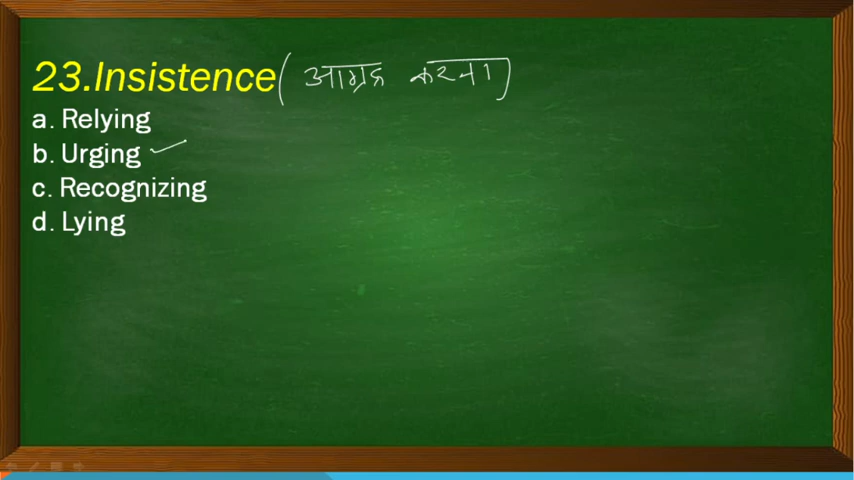 23.Insistence( आग्रह करना)
a. Relying
b. Urging
c. Recognizing
d. Lying